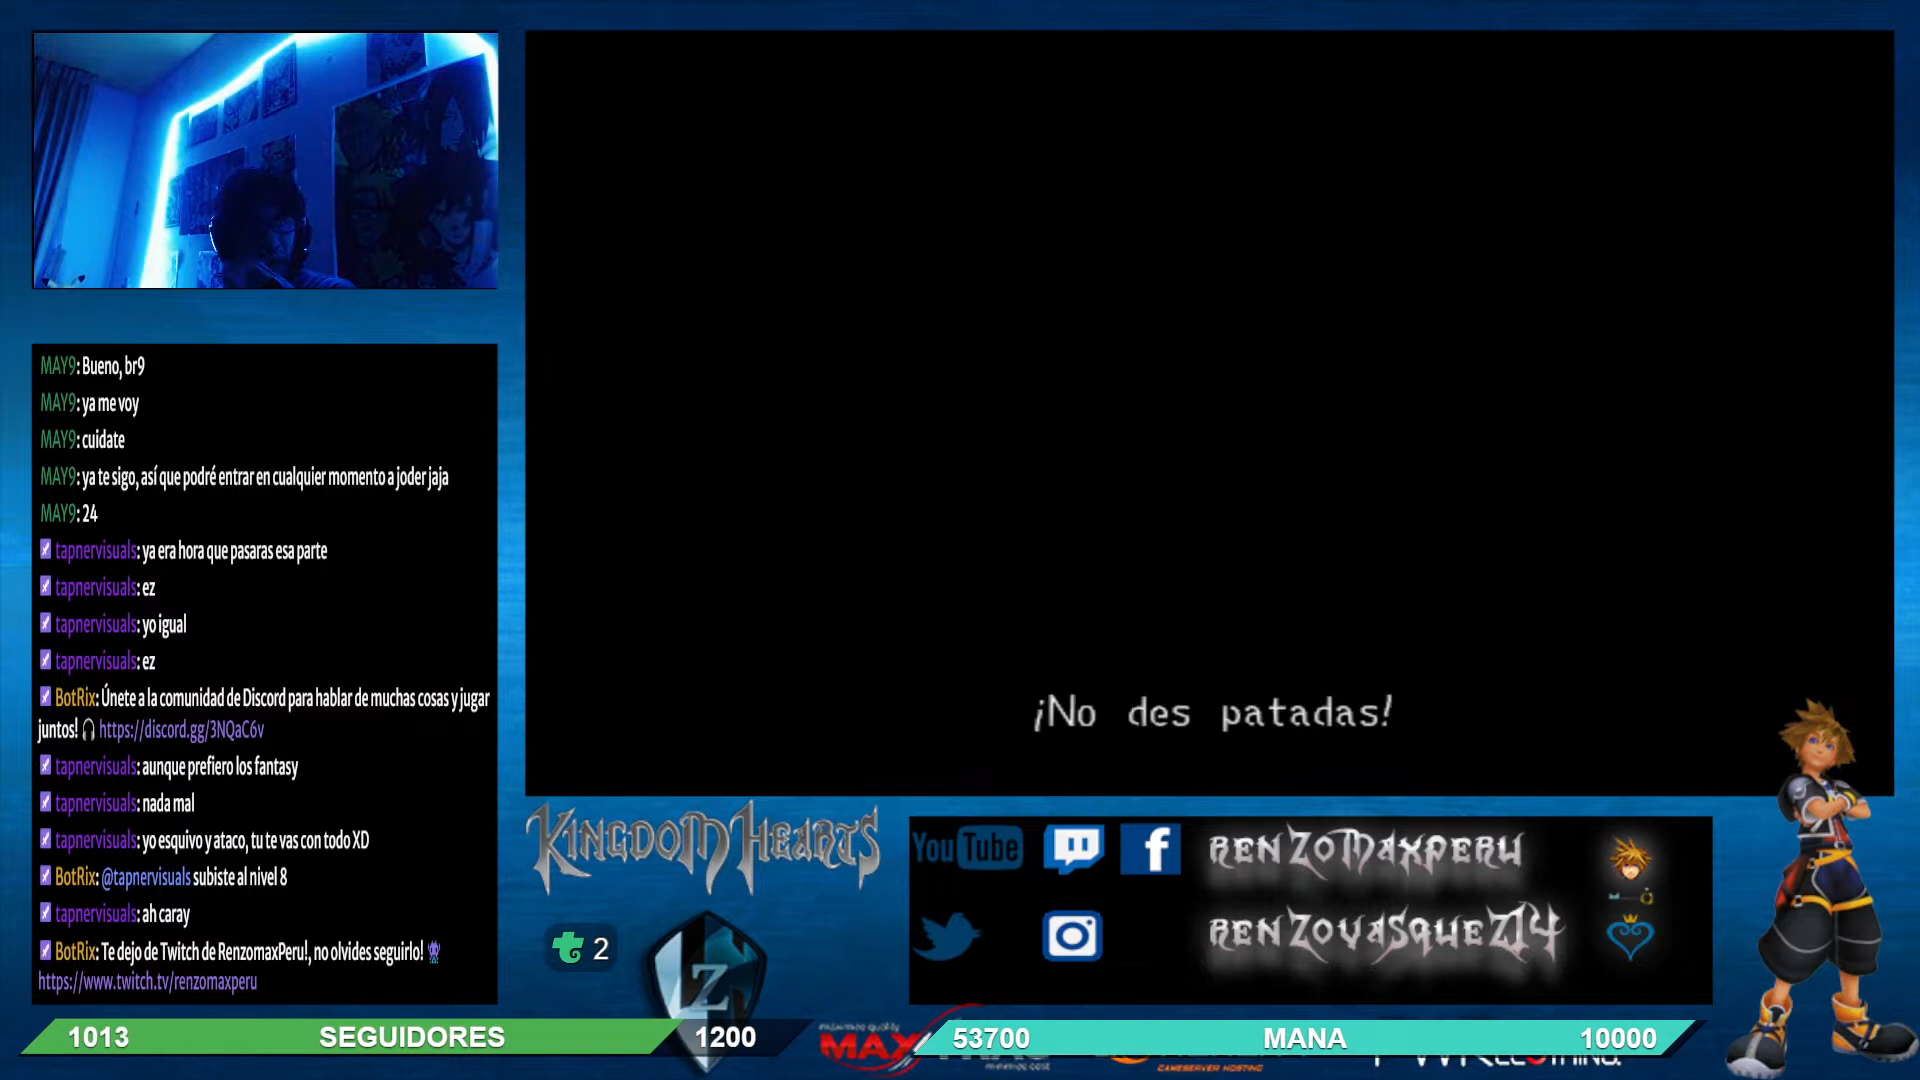 MAY9: Bueno, br9
MAY9: ya me voy
MAY9: cuidate
MAY9: ya te sigo, así que podré entrar en cualquier momento a joder jaja
MAY9: 24
tapnervisuals: ya era hora que pasaras esa parte
tapnervisuals: ez
tapnervisuals: yo igual
tapnervisuals: ez
BotRix: Únete a la comunidad de Discord para hablar de muchas cosas y jugar
juntos! 🎧 https://discord.gg/3NQaC6v
tapnervisuals: aunque prefiero los fantasy
tapnervisuals: nada mal
tapnervisuals: yo esquivo y ataco, tu te vas con todo XD
BotRix: @tapnervisuals subiste al nivel 8
tapnervisuals: ah caray
BotRix: Te dejo de Twitch de RenzomaxPeru!, no olvides seguirlo! 👾
https://www.twitch.tv/renzomaxperu
¡No des patadas!
KINGDOM HEARTS
2
Z
YouTube
RENZOMAXPERU
RENZOVASQUEZ14
1013 SEGUIDORES 1200
MAX
53700 MANA 10000
GAMESERVER HOSTING